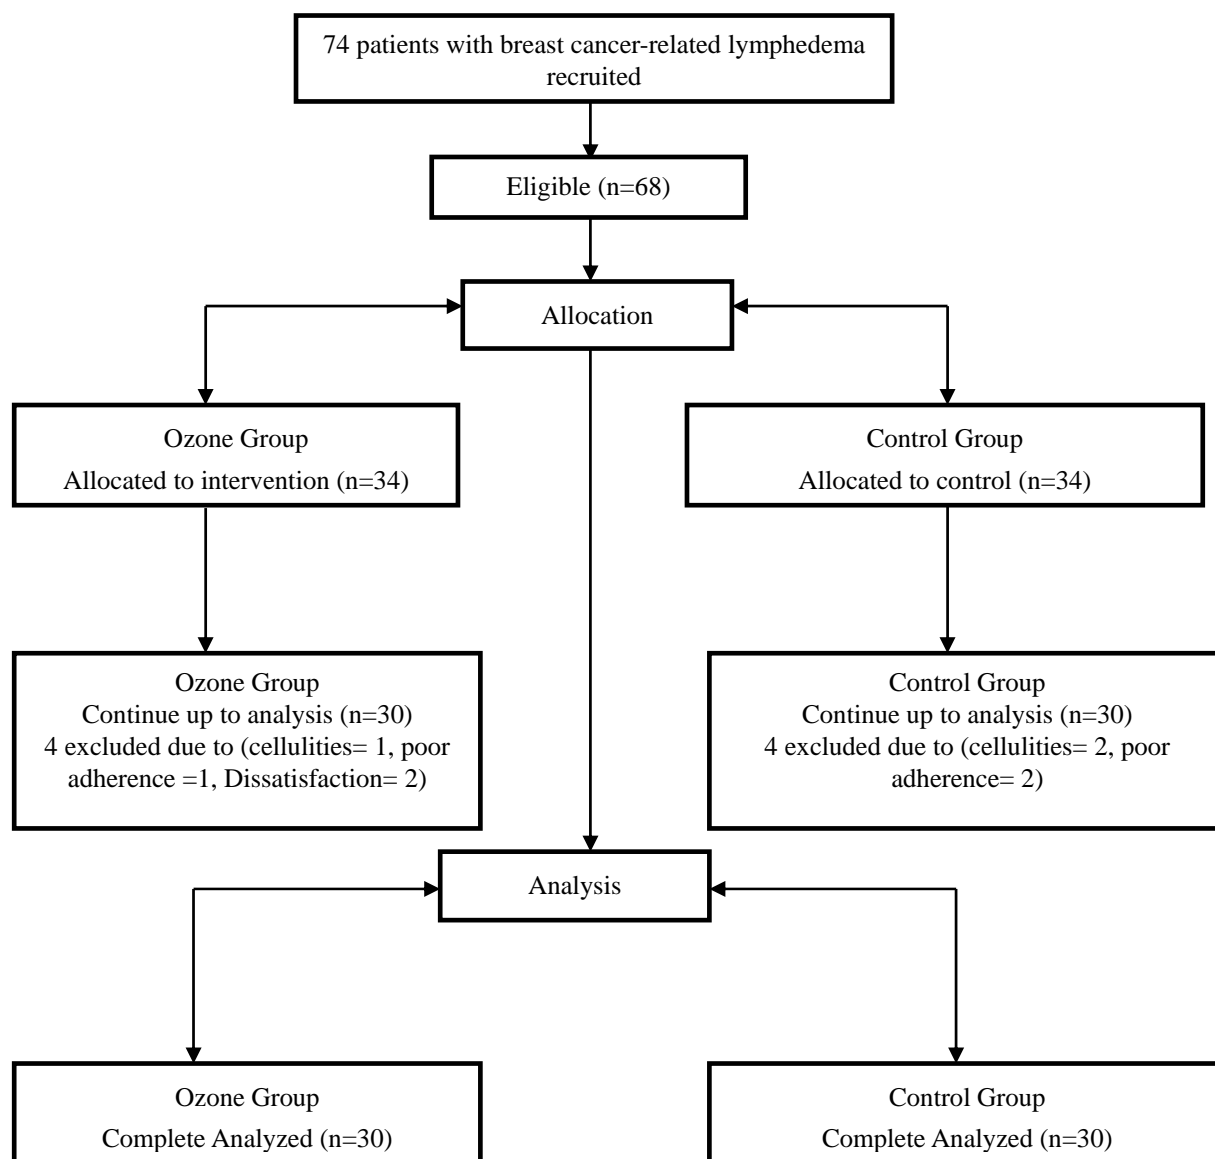 74 patients with breast cancer-related lymphedema
recruited
Eligible (n=68)
Allocation
Ozone Group
Allocated to intervention (n=34)
Control Group
Allocated to control (n=34)
Ozone Group
Continue up to analysis (n=30)
4 excluded due to (cellulities= 1, poor
adherence =1, Dissatisfaction= 2)
Control Group
Continue up to analysis (n=30)
4 excluded due to (cellulities= 2, poor
adherence= 2)
Analysis
Ozone Group
Complete Analyzed (n=30)
Control Group
Complete Analyzed (n=30)